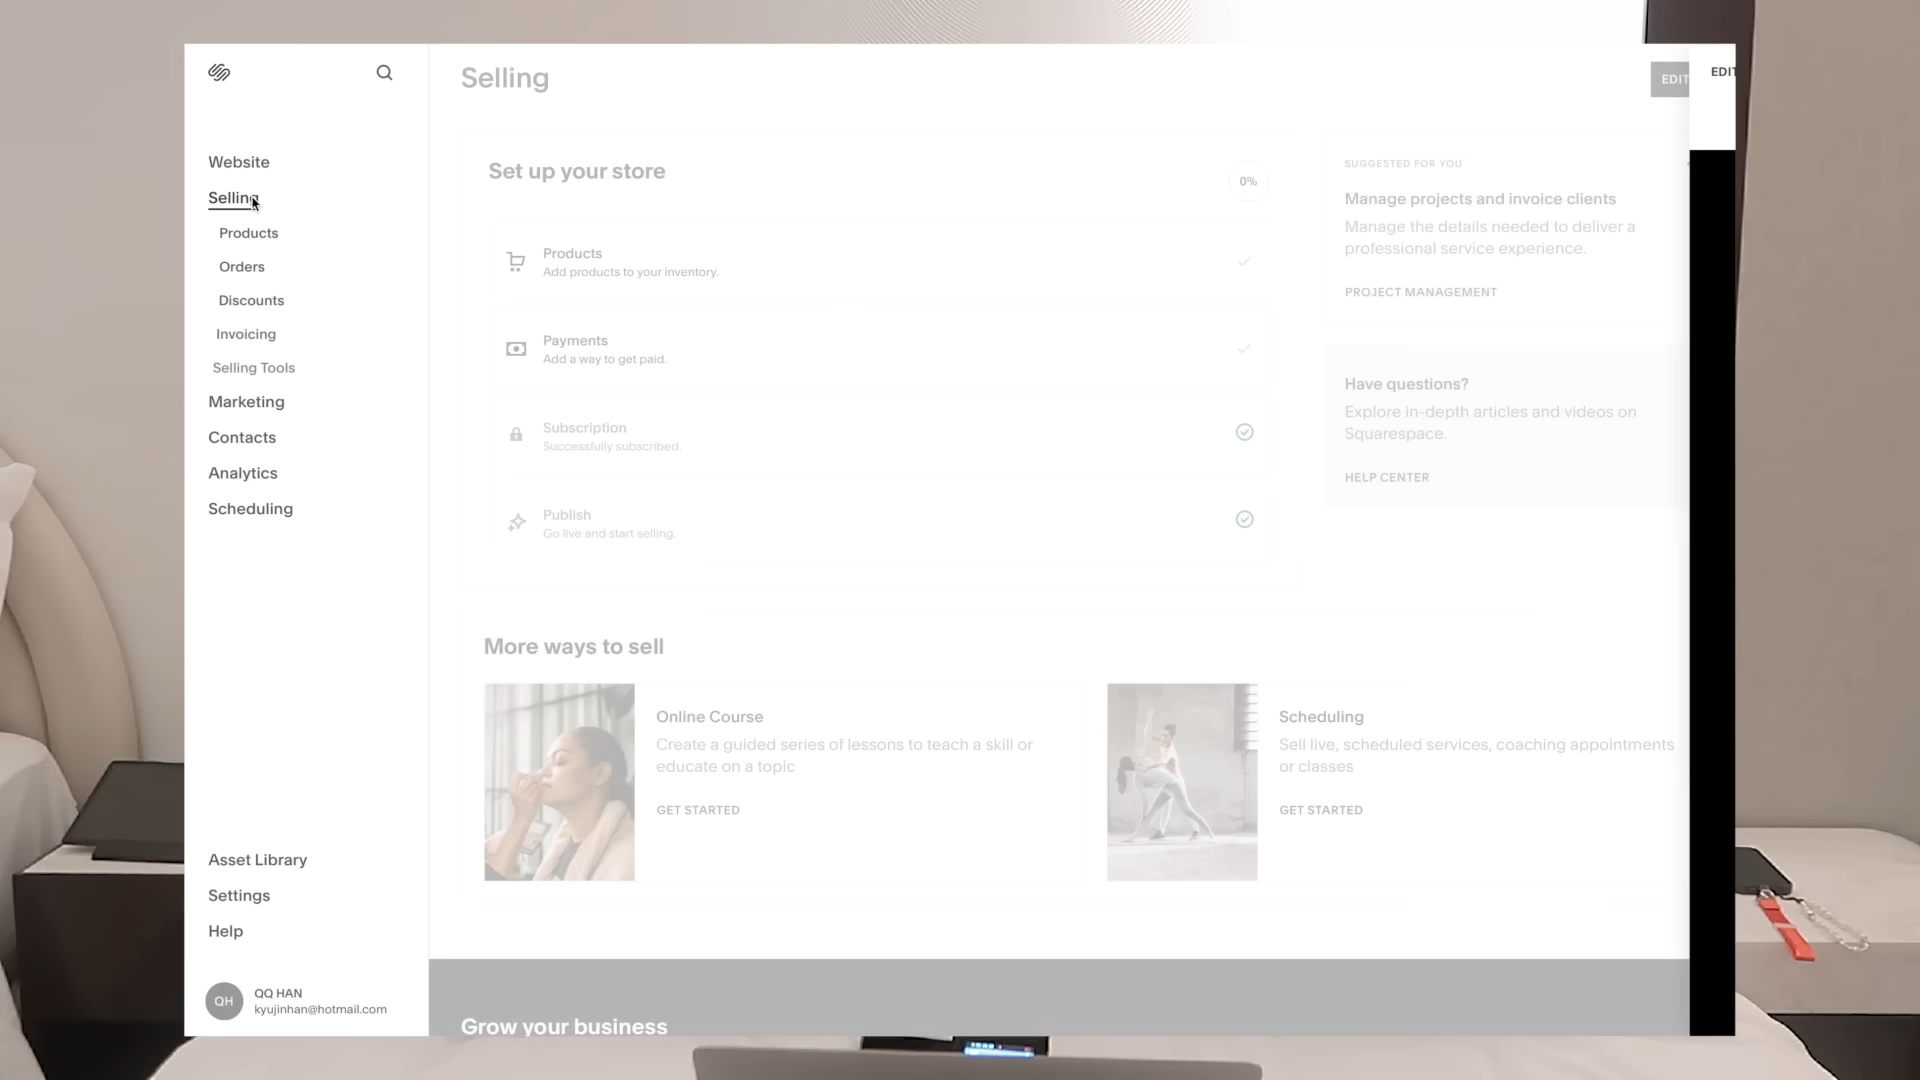 Website
Selling
Products
Orders
Discounts
Invoicing
Selling Tools
Marketing
Contacts
Analytics
Scheduling
Asset Library
Settings
Help
QH
QQ HAN
kyujinhan@hotmail.com
Selling
EDIT
EDIT
Set up your store
0%
Products
Add products to your inventory.
Payments
Add a way to get paid.
Subscription
Successfully subscribed.
Publish
Go live and start selling.
SUGGESTED FOR YOU
Manage projects and invoice clients
Manage the details needed to deliver a
professional service experience.
PROJECT MANAGEMENT
Have questions?
Explore in-depth articles and videos on
Squarespace.
HELP CENTER
More ways to sell
Online Course
Create a guided series of lessons to teach a skill or
educate on a topic
GET STARTED
Scheduling
Sell live, scheduled services, coaching appointments
or classes
GET STARTED
Grow your business